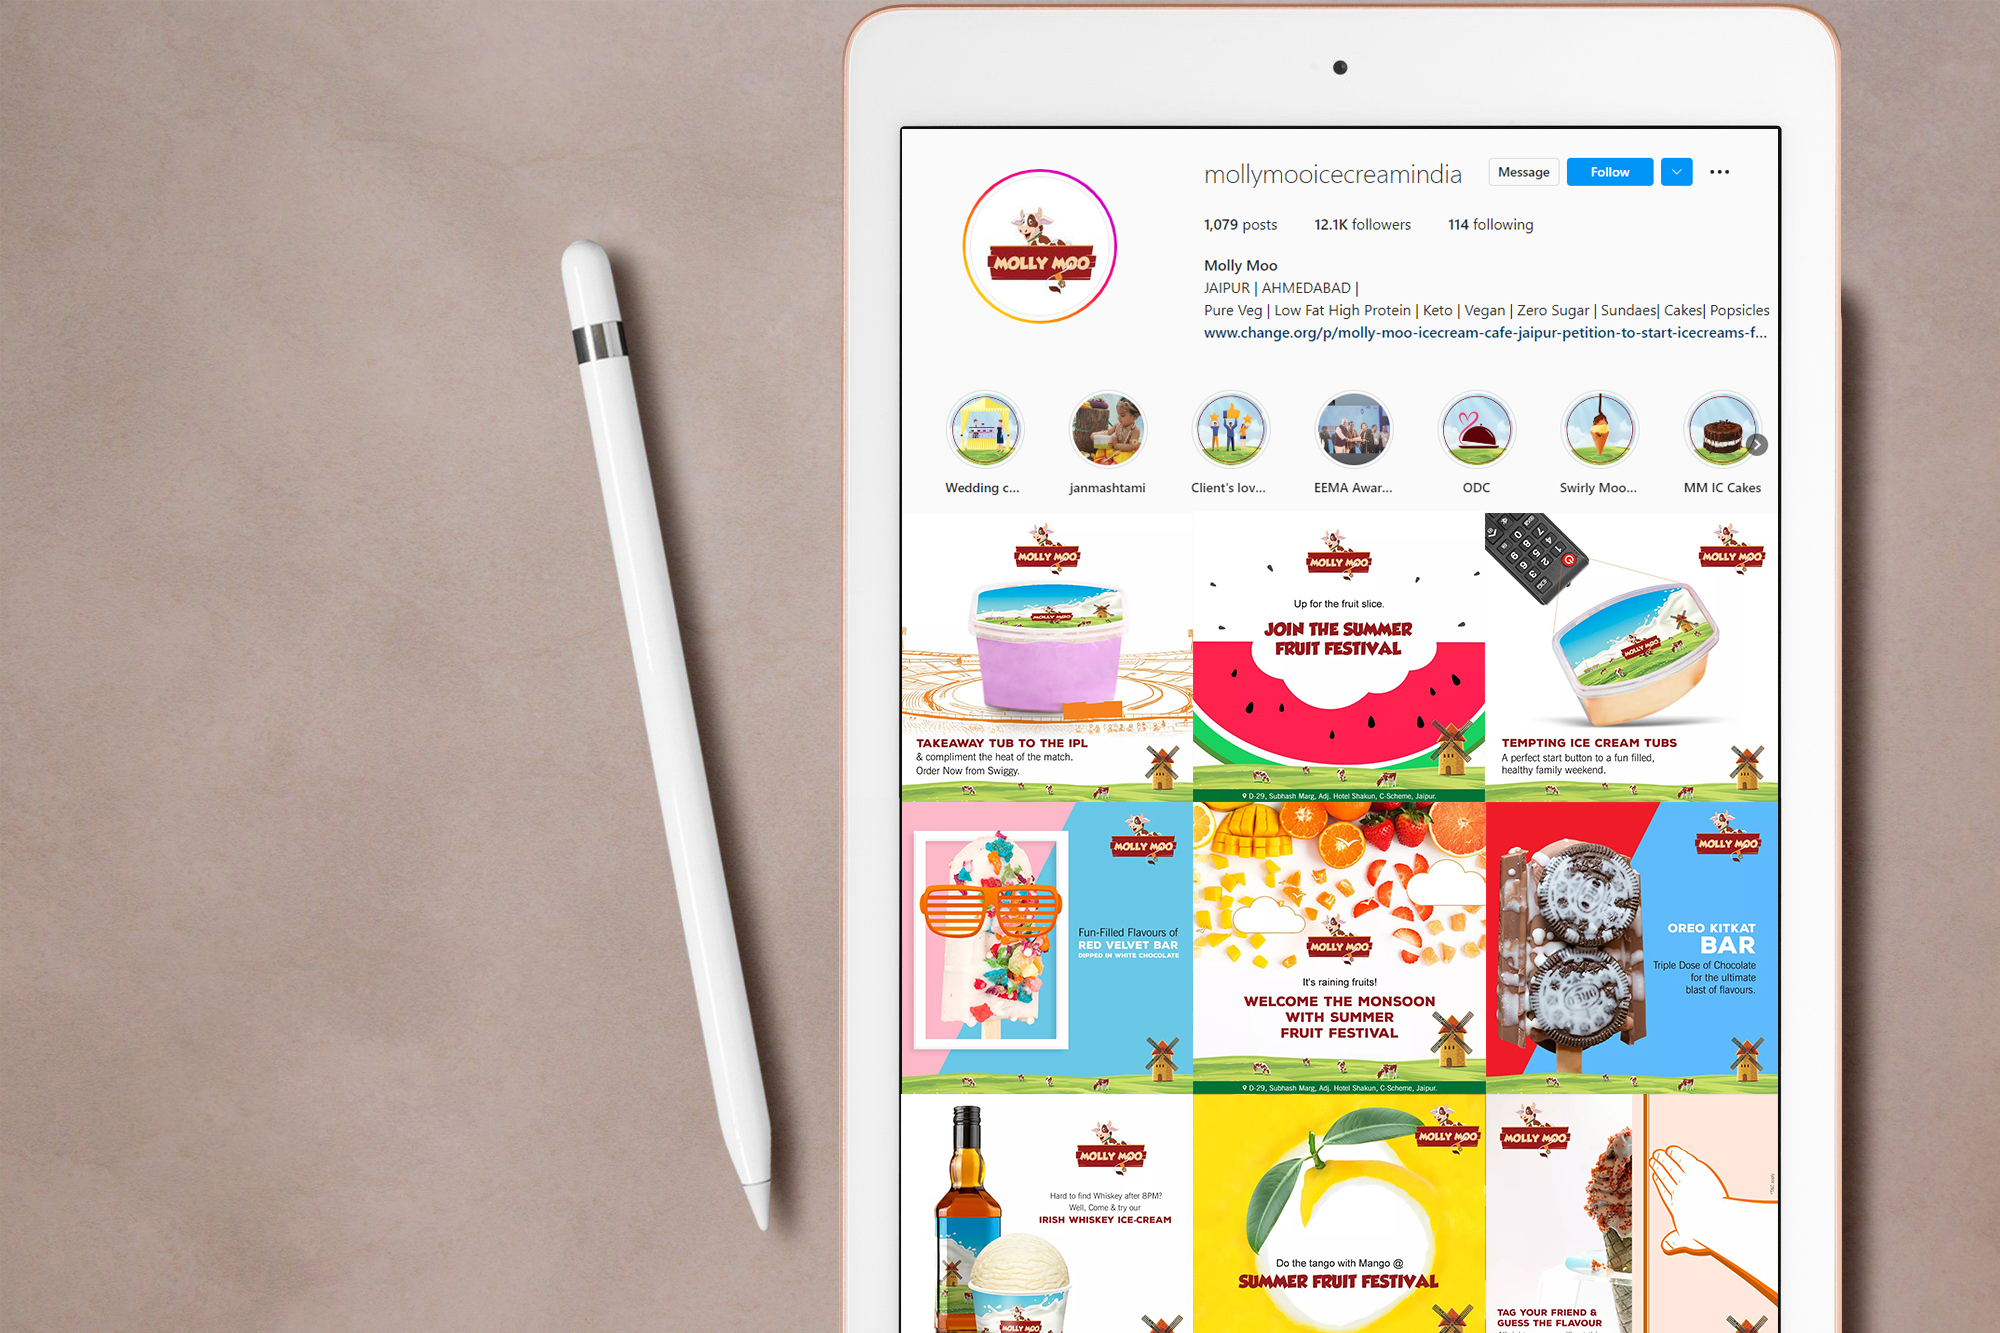 mollymooicecreamindia
Message
Follow
1,079 posts
12.1K followers
114 following
Molly Moo
JAIPUR | AHMEDABAD |
Pure Veg | Low Fat High Protein | Keto | Vegan | Zero Sugar | Sundaes| Cakes| Popsicles
www.change.org/p/molly-moo-icecream-cafe-jaipur-petition-to-start-icecreams-f...
MOLLY MOO
Wedding c...
janmashtami
Client's lov...
EEMA Awar...
ODC
Swirly Moo...
MM IC Cakes
MOLLY MOO
MOLLY MOO
TAKEAWAY TUB TO THE IPL
& compliment the heat of the match.
Order Now from Swiggy.
MOLLY MOO
Up for the fruit slice.
JOIN THE SUMMER
FRUIT FESTIVAL
D-29, Subhash Marg, Adj. Hotel Shakun, C-Scheme, Jaipur.
MOLLY MOO
MOLLY MOO
TEMPTING ICE CREAM TUBS
A perfect start button to a fun filled,
healthy family weekend.
MOLLY MOO
Fun-Filled Flavours of
RED VELVET BAR
DIPPED IN WHITE CHOCOLATE
MOLLY MOO
It's raining fruits!
WELCOME THE MONSOON
WITH SUMMER
FRUIT FESTIVAL
D-29, Subhash Marg, Adj. Hotel Shakun, C-Scheme, Jaipur.
MOLLY MOO
OREO KITKAT
BAR
Triple Dose of Chocolate
for the ultimate
blast of flavours.
OREO
MOLLY MOO
Hard to find Whiskey after 8PM?
Well, Come & try our
IRISH WHISKEY ICE-CREAM
MOLLY MOO
MOLLY MOO
Do the tango with Mango @
SUMMER FRUIT FESTIVAL
MOLLY MOO
TAG YOUR FRIEND &
GUESS THE FLAVOUR